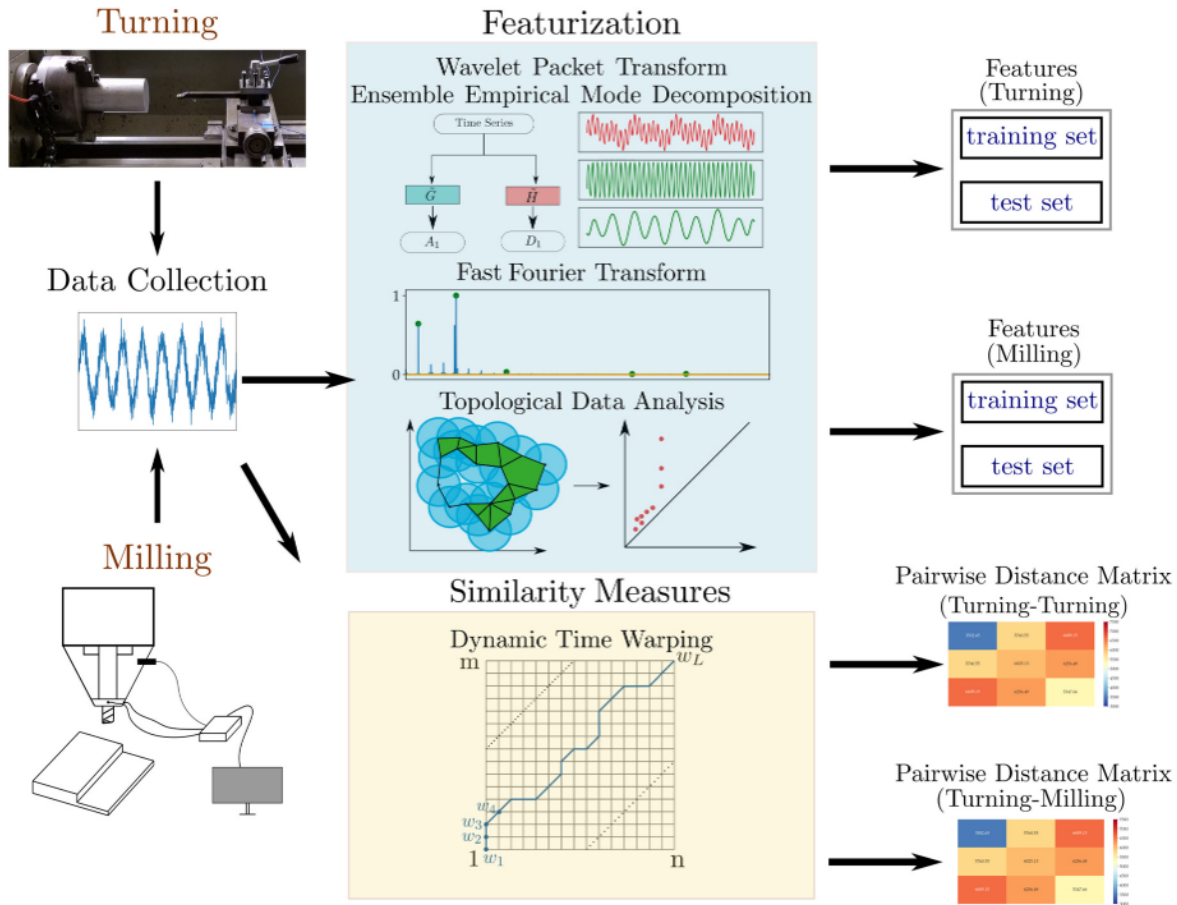 Turning
Data Collection
Milling
Featurization
Wavelet Packet Transform
Ensemble Empirical Mode Decomposition
Time Series
G̃
H̃
A₁
D₁
Fast Fourier Transform
1
0
Topological Data Analysis
Similarity Measures
Dynamic Time Warping
m
w_L
w₄
w₃
w₂
w₁
1
n
Features
(Turning)
training set
test set
Features
(Milling)
training set
test set
Pairwise Distance Matrix
(Turning-Turning)
Pairwise Distance Matrix
(Turning-Milling)